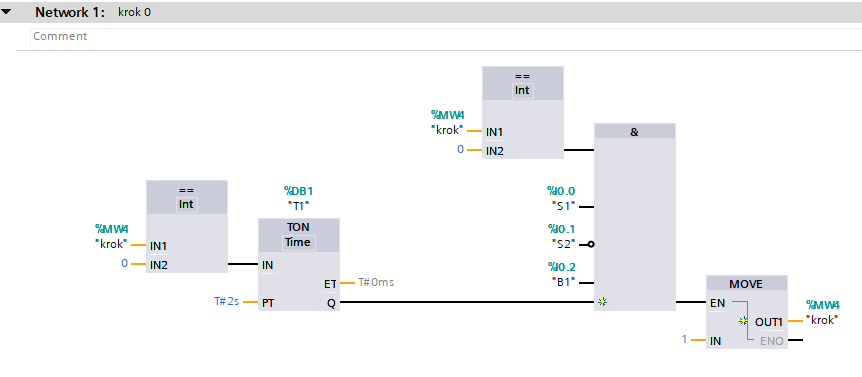 Network 1: krok 0
Comment
==
Int
%MW4
"krok"
IN1
0
IN2
&
==
Int
%MW4
"krok"
IN1
0
IN2
%DB1
"T1"
TON
Time
IN
ET
T#0ms
T#2s
PT
Q
%I0.0
"S1"
%I0.1
"S2"
%I0.2
"B1"
MOVE
EN
%MW4
OUT1
"krok"
1
IN
ENO